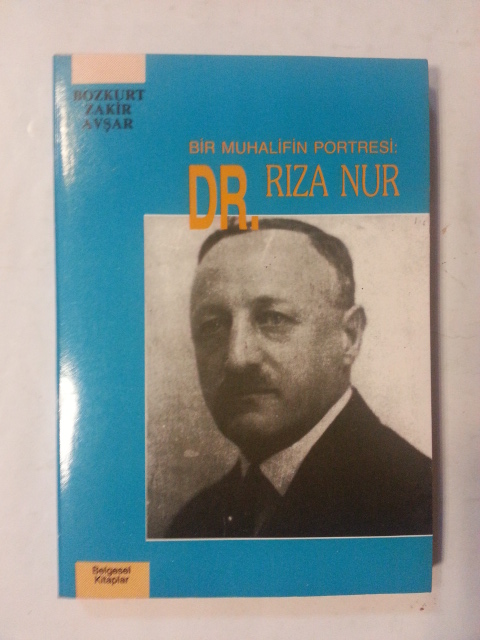 BOZKURT
ZAKİR
AVŞAR
BİR MUHALİFİN PORTRESİ:
DR. RIZA NUR
Belgesel
Kitaplar